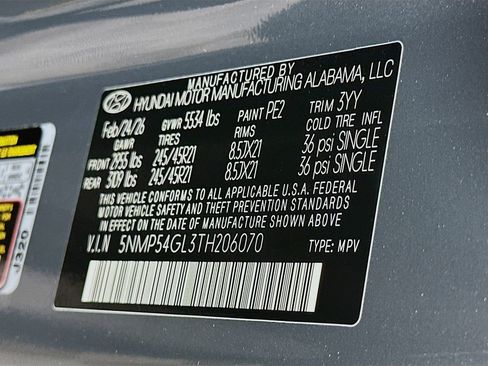 MANUFACTURED BY
HYUNDAI MOTOR MANUFACTURING ALABAMA, LLC
Feb/24/26 GVWR 5534 lbs PAINT PE2 TRIM 3YY
GAWR TIRES RIMS COLD TIRE INFL
FRONT 2955 lbs 245/45R21 8.5JX21 36 psi SINGLE
REAR 3109 lbs 245/45R21 8.5JX21 36 psi SINGLE
THIS VEHICLE CONFORMS TO ALL APPLICABLE U.S.A. FEDERAL
MOTOR VEHICLE SAFETY AND THEFT PREVENTION STANDARDS
IN EFFECT ON THE DATE OF MANUFACTURE SHOWN ABOVE
V.I.N 5NMP54GL3TH206070 TYPE: MPV
J320